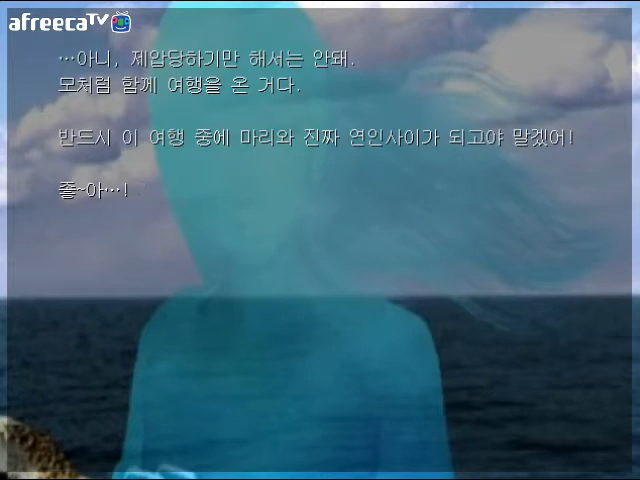 afreecaTV
…아니, 제압당하기만 해서는 안돼.
모처럼 함께 여행을 온 거다.
반드시 이 여행 중에 마리와 진짜 연인사이가 되고야 말겠어!
좋~아…!